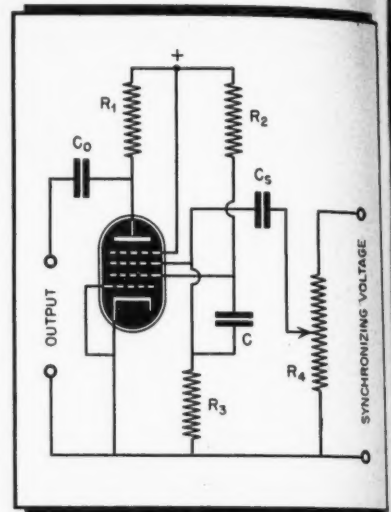 +
R1
R2
C0
CS
OUTPUT
C
R4
R3
SYNCHRONIZING VOLTAGE